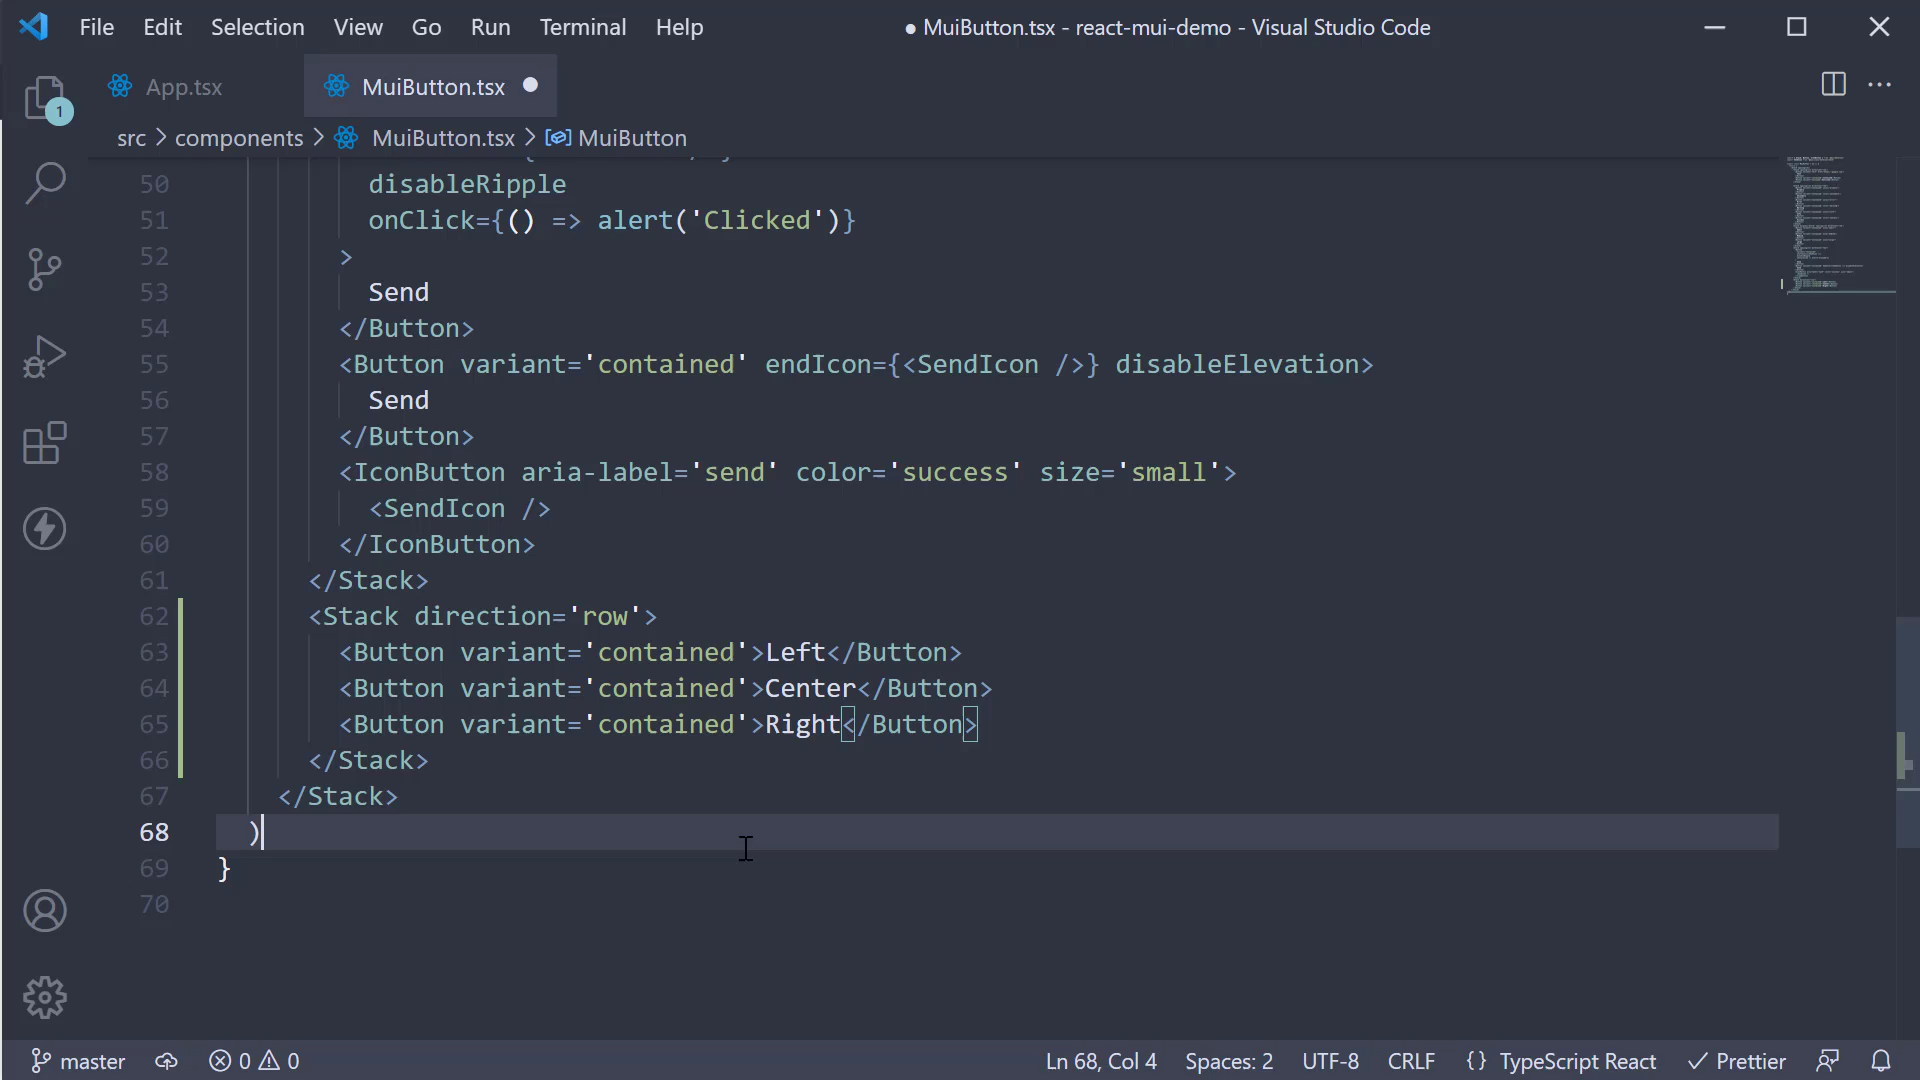 File Edit Selection View Go Run Terminal Help
● MuiButton.tsx - react-mui-demo - Visual Studio Code
App.tsx
MuiButton.tsx
1
src > components > MuiButton.tsx > MuiButton
50 disableRipple
51 onClick={() => alert('Clicked')}
52 >
53 Send
54 </Button>
55 <Button variant='contained' endIcon={<SendIcon />} disableElevation>
56 Send
57 </Button>
58 <IconButton aria-label='send' color='success' size='small'>
59 <SendIcon />
60 </IconButton>
61 </Stack>
62 <Stack direction='row'>
63 <Button variant='contained'>Left</Button>
64 <Button variant='contained'>Center</Button>
65 <Button variant='contained'>Right</Button>
66 </Stack>
67 </Stack>
68 )
69 }
70
master 0 0
Ln 68, Col 4 Spaces: 2 UTF-8 CRLF {} TypeScript React Prettier